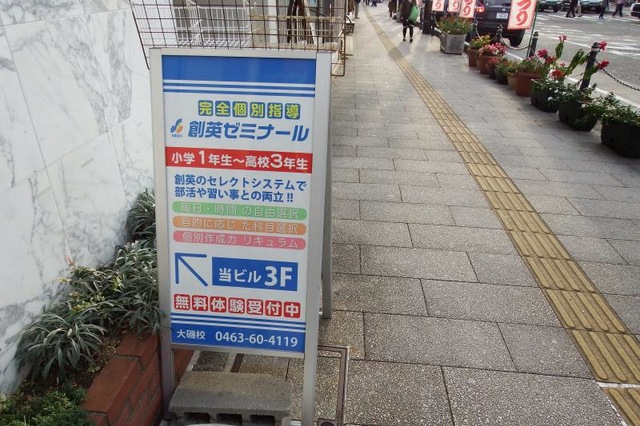 完全個別指導
創英ゼミナール
小学1年生～高校3年生
創英のセレクトシステムで
部活や習い事との両立!!
曜日・時間の自由選択
目的に応じた科目選択
個別作成カリキュラム
当ビル3F
無料体験受付中
大磯校 0463-60-4119